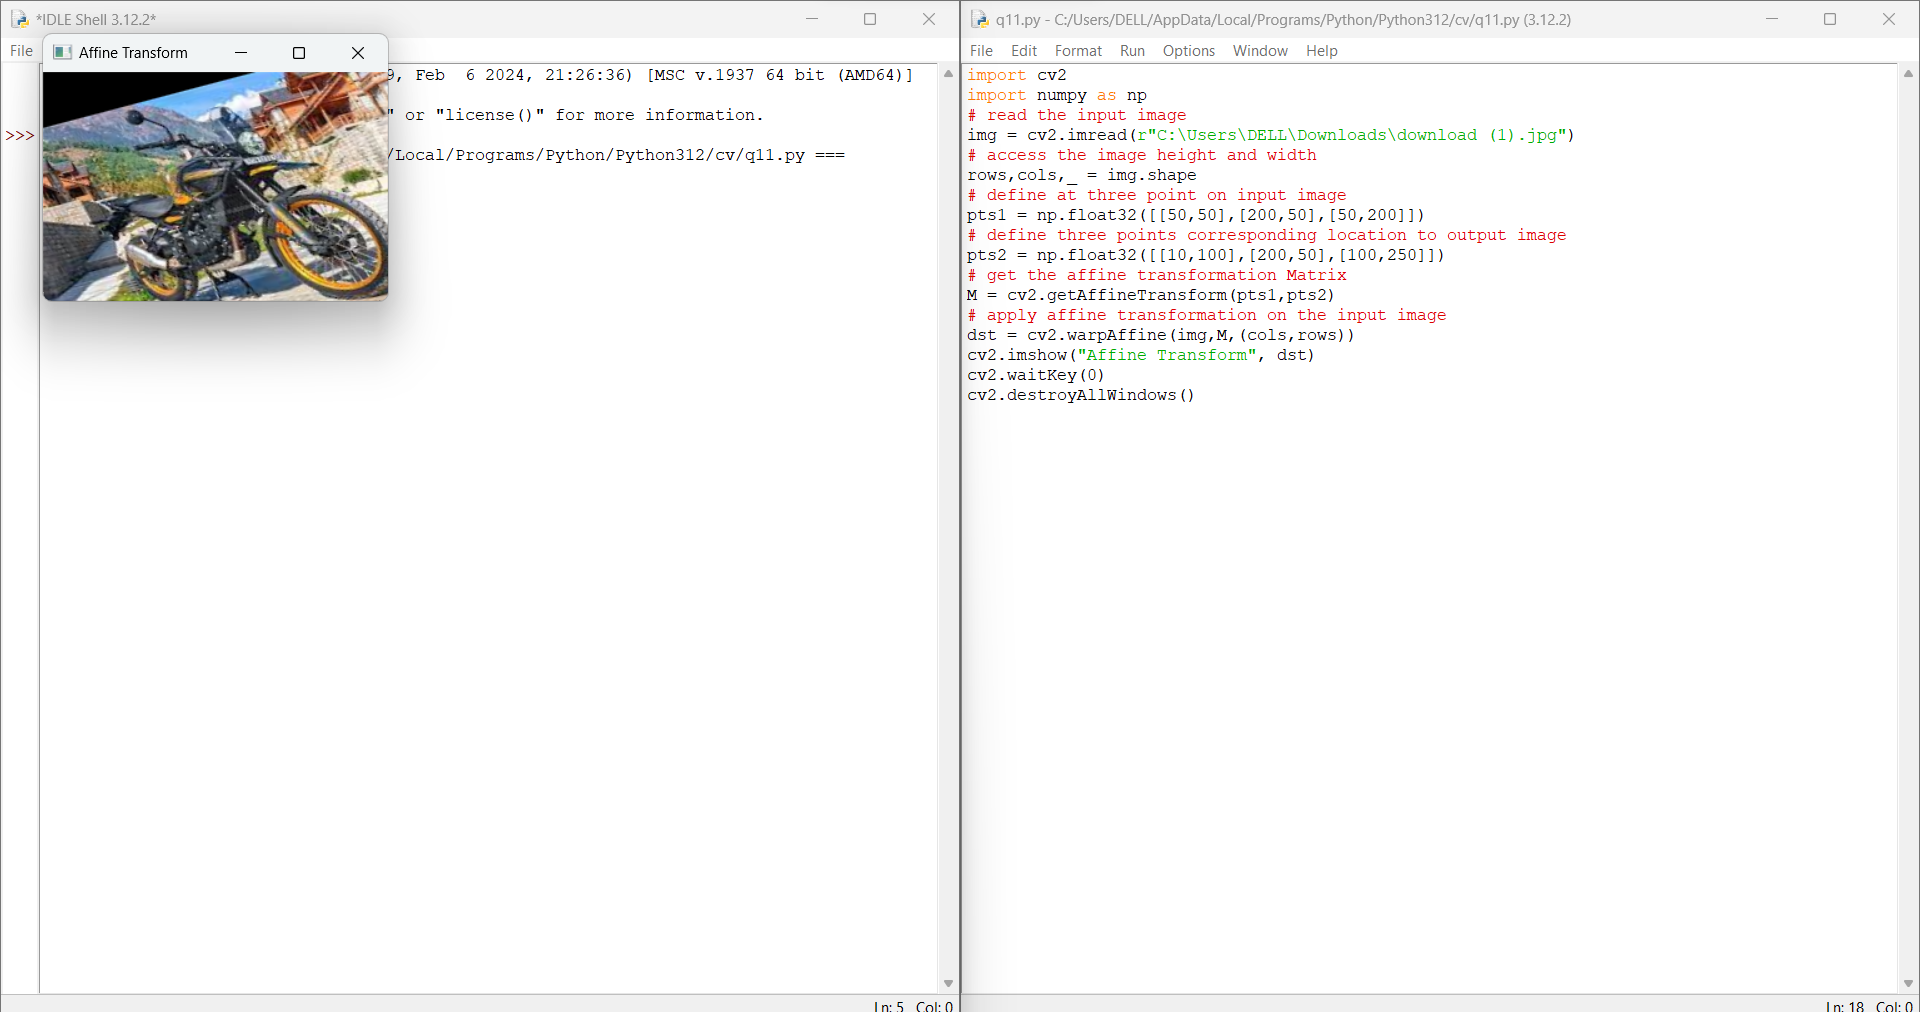 *IDLE Shell 3.12.2*
File
Affine Transform
9, Feb  6 2024, 21:26:36) [MSC v.1937 64 bit (AMD64)]
" or "license()" for more information.
>>>
/Local/Programs/Python/Python312/cv/q11.py ===
Ln: 5 Col: 0
q11.py - C:/Users/DELL/AppData/Local/Programs/Python/Python312/cv/q11.py (3.12.2)
File Edit Format Run Options Window Help
import cv2
import numpy as np
# read the input image
img = cv2.imread(r"C:\Users\DELL\Downloads\download (1).jpg")
# access the image height and width
rows,cols,_ = img.shape
# define at three point on input image
pts1 = np.float32([[50,50],[200,50],[50,200]])
# define three points corresponding location to output image
pts2 = np.float32([[10,100],[200,50],[100,250]])
# get the affine transformation Matrix
M = cv2.getAffineTransform(pts1,pts2)
# apply affine transformation on the input image
dst = cv2.warpAffine(img,M,(cols,rows))
cv2.imshow("Affine Transform", dst)
cv2.waitKey(0)
cv2.destroyAllWindows()
Ln: 18 Col: 0